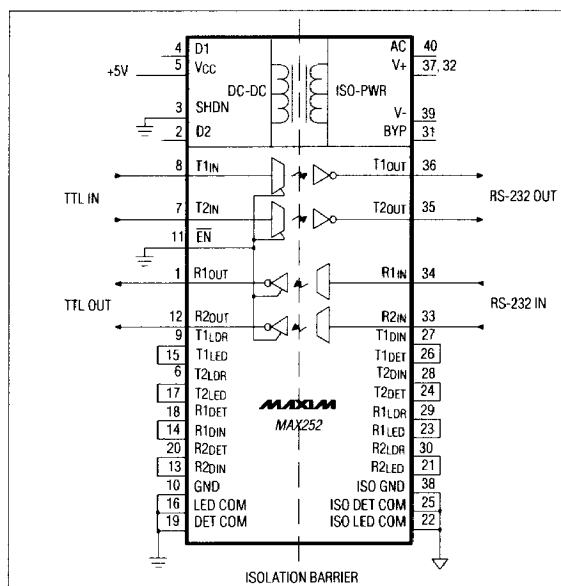 4 D1 AC 40
+5V 5 VCC V+ 37, 32
DC-DC ISO-PWR
3 SHDN V- 39
2 D2 BYP 31
8 T1IN T1OUT 36
TTL IN RS-232 OUT
7 T2IN T2OUT 35
11 EN
1 R1OUT R1IN 34
TTL OUT RS-232 IN
12 R2OUT R2IN 33
9 T1LDR T1DIN 27
15 T1LED T1DET 26
6 T2LDR T2DIN 28
17 T2LED T2DET 24
18 R1DET R1LDR 29
14 R1DIN R1LED 23
20 R2DET R2LDR 30
13 R2DIN R2LED 21
10 GND ISO GND 38
16 LED COM ISO DET COM 25
19 DET COM ISO LED COM 22
MAXIM
MAX252
ISOLATION BARRIER